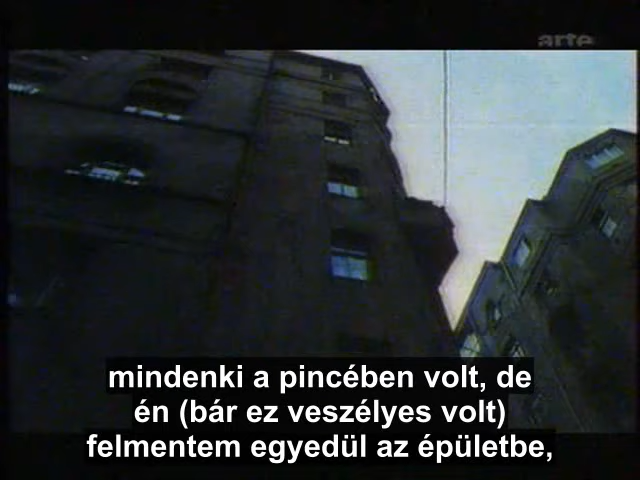 arte
mindenki a pincében volt, de
én (bár ez veszélyes volt)
felmentem egyedül az épületbe,